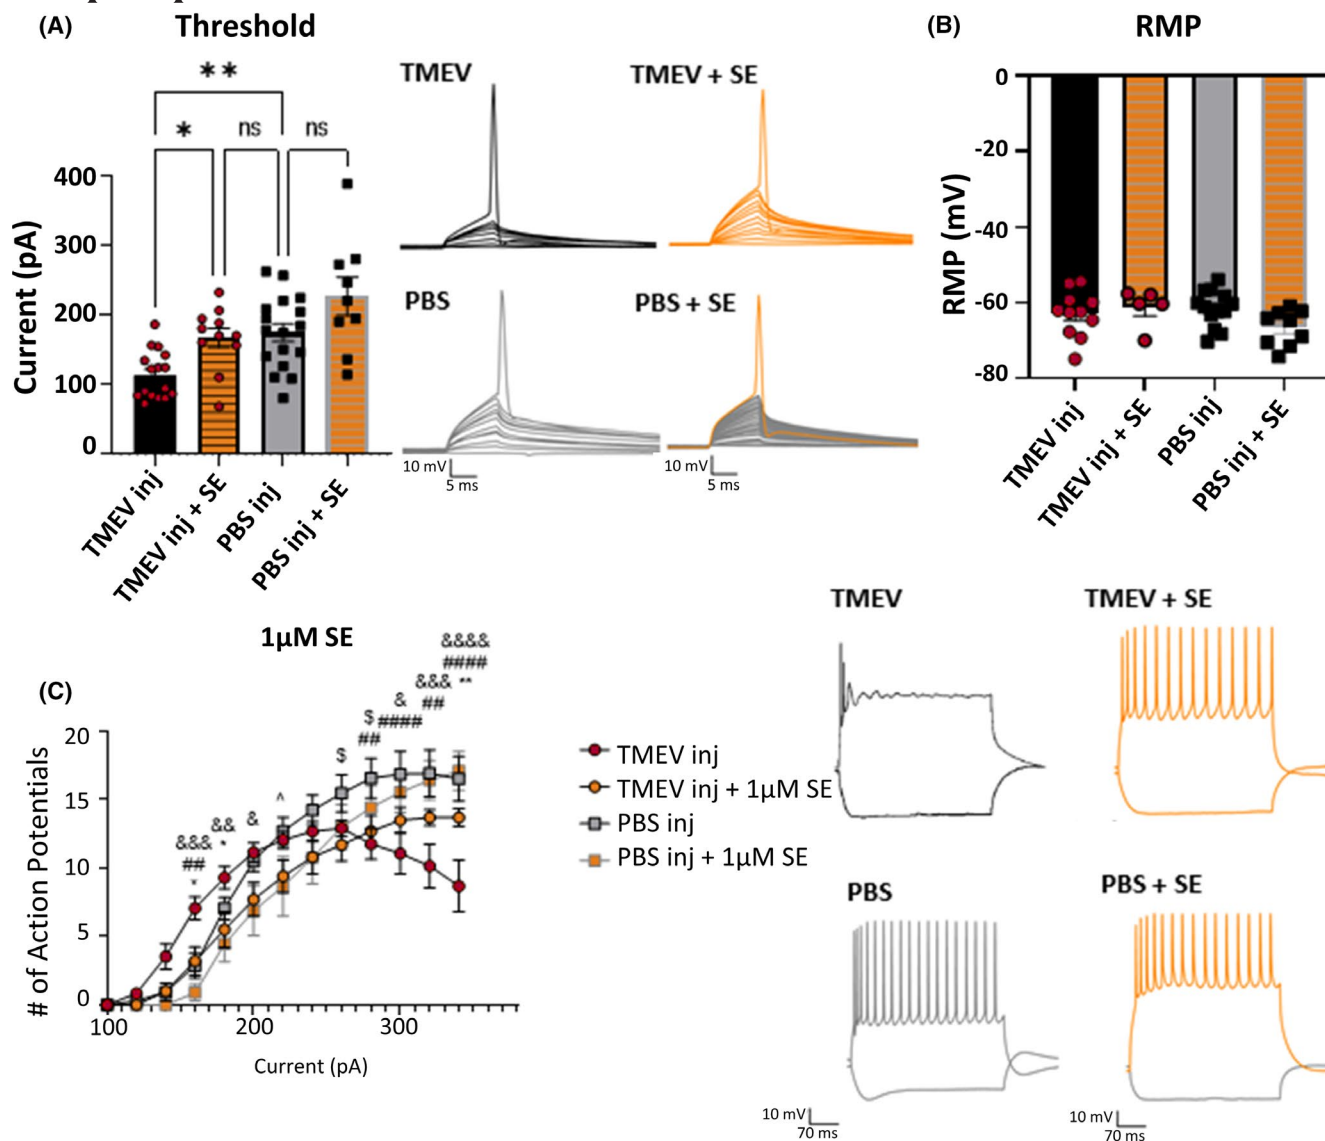 (A)
Threshold
**
*
ns
ns
Current (pA)
400
300
200
100
0
TMEV inj
TMEV inj + SE
PBS inj
PBS inj + SE
TMEV
TMEV + SE
PBS
PBS + SE
10 mV
5 ms
10 mV
5 ms
(B)
RMP
RMP (mV)
0
-20
-40
-60
-80
TMEV inj
TMEV inj + SE
PBS inj
PBS inj + SE
(C)
1μM SE
# of Action Potentials
20
15
10
5
0
100
200
300
Current (pA)
&&&
##
*
&&
*
&
^
$
$
##
&
####
&&&
##
&&&&
####
**
TMEV inj
TMEV inj + 1μM SE
PBS inj
PBS inj + 1μM SE
TMEV
TMEV + SE
PBS
PBS + SE
10 mV
70 ms
10 mV
70 ms